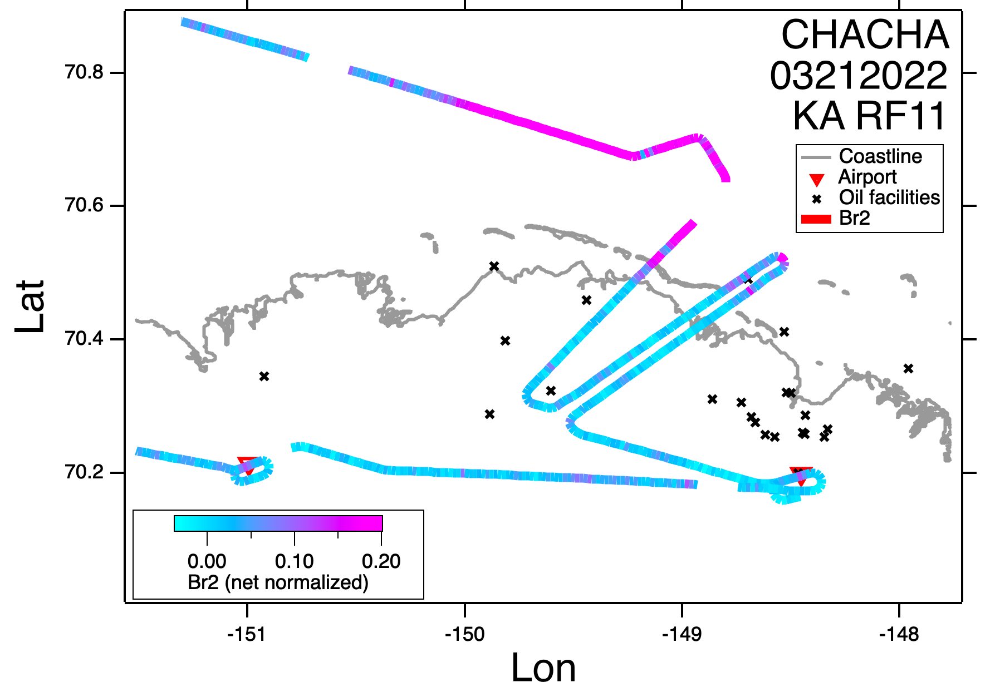 CHACHA
03212022
KA RF11
Coastline
Airport
Oil facilities
Br2
70.8
70.6
70.4
70.2
Lat
0.00 0.10 0.20
Br2 (net normalized)
-151 -150 -149 -148
Lon